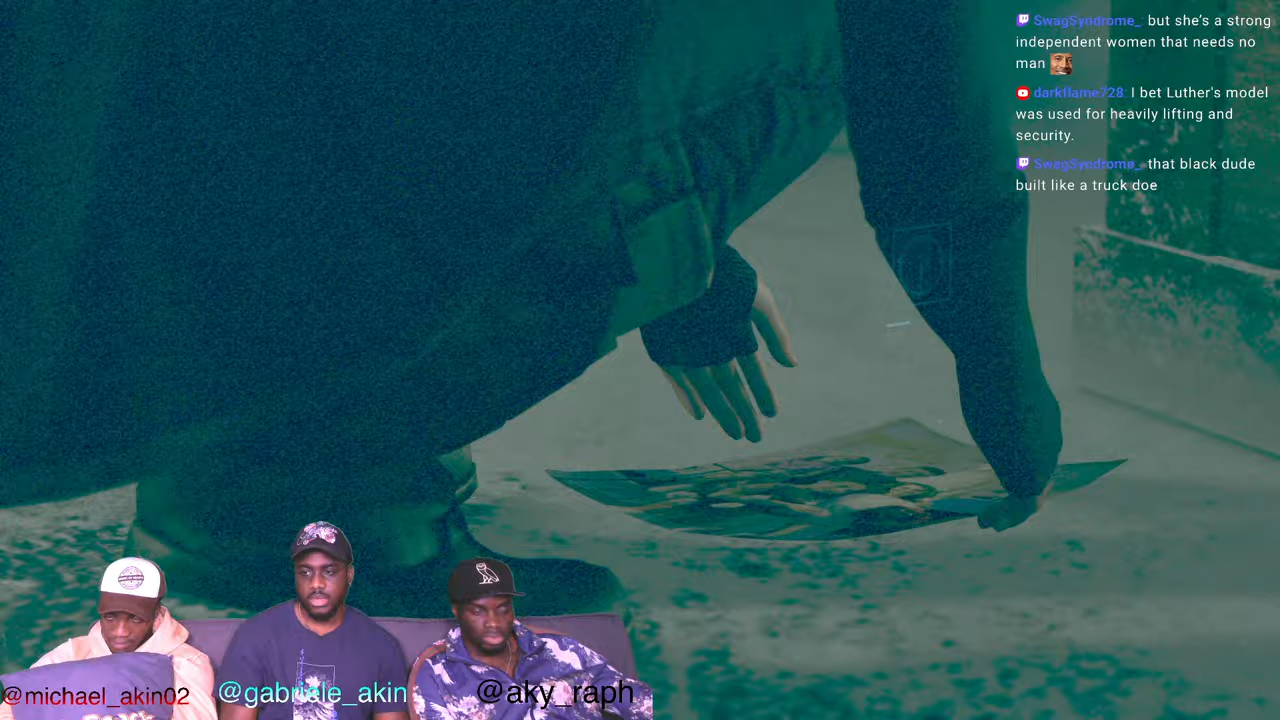 SwagSyndrome_: but she's a strong
independent women that needs no
man
darkflame728: I bet Luther's model
was used for heavily lifting and
security.
SwagSyndrome_: that black dude
built like a truck doe
@michael_akin02
@gabriele_akin
@aky_raph